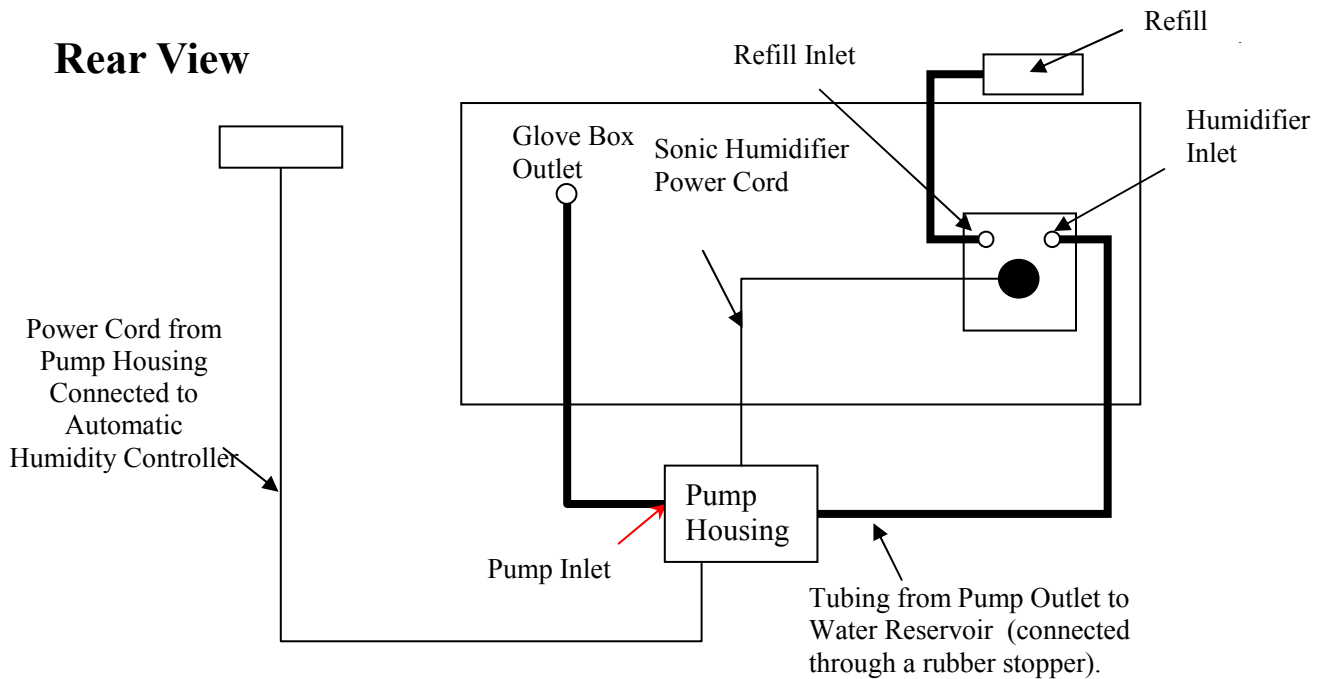 Rear View
Refill
Refill Inlet
Humidifier
Inlet
Glove Box
Outlet
Sonic Humidifier
Power Cord
Power Cord from
Pump Housing
Connected to
Automatic
Humidity Controller
Pump
Housing
Pump Inlet
Tubing from Pump Outlet to
Water Reservoir (connected
through a rubber stopper).